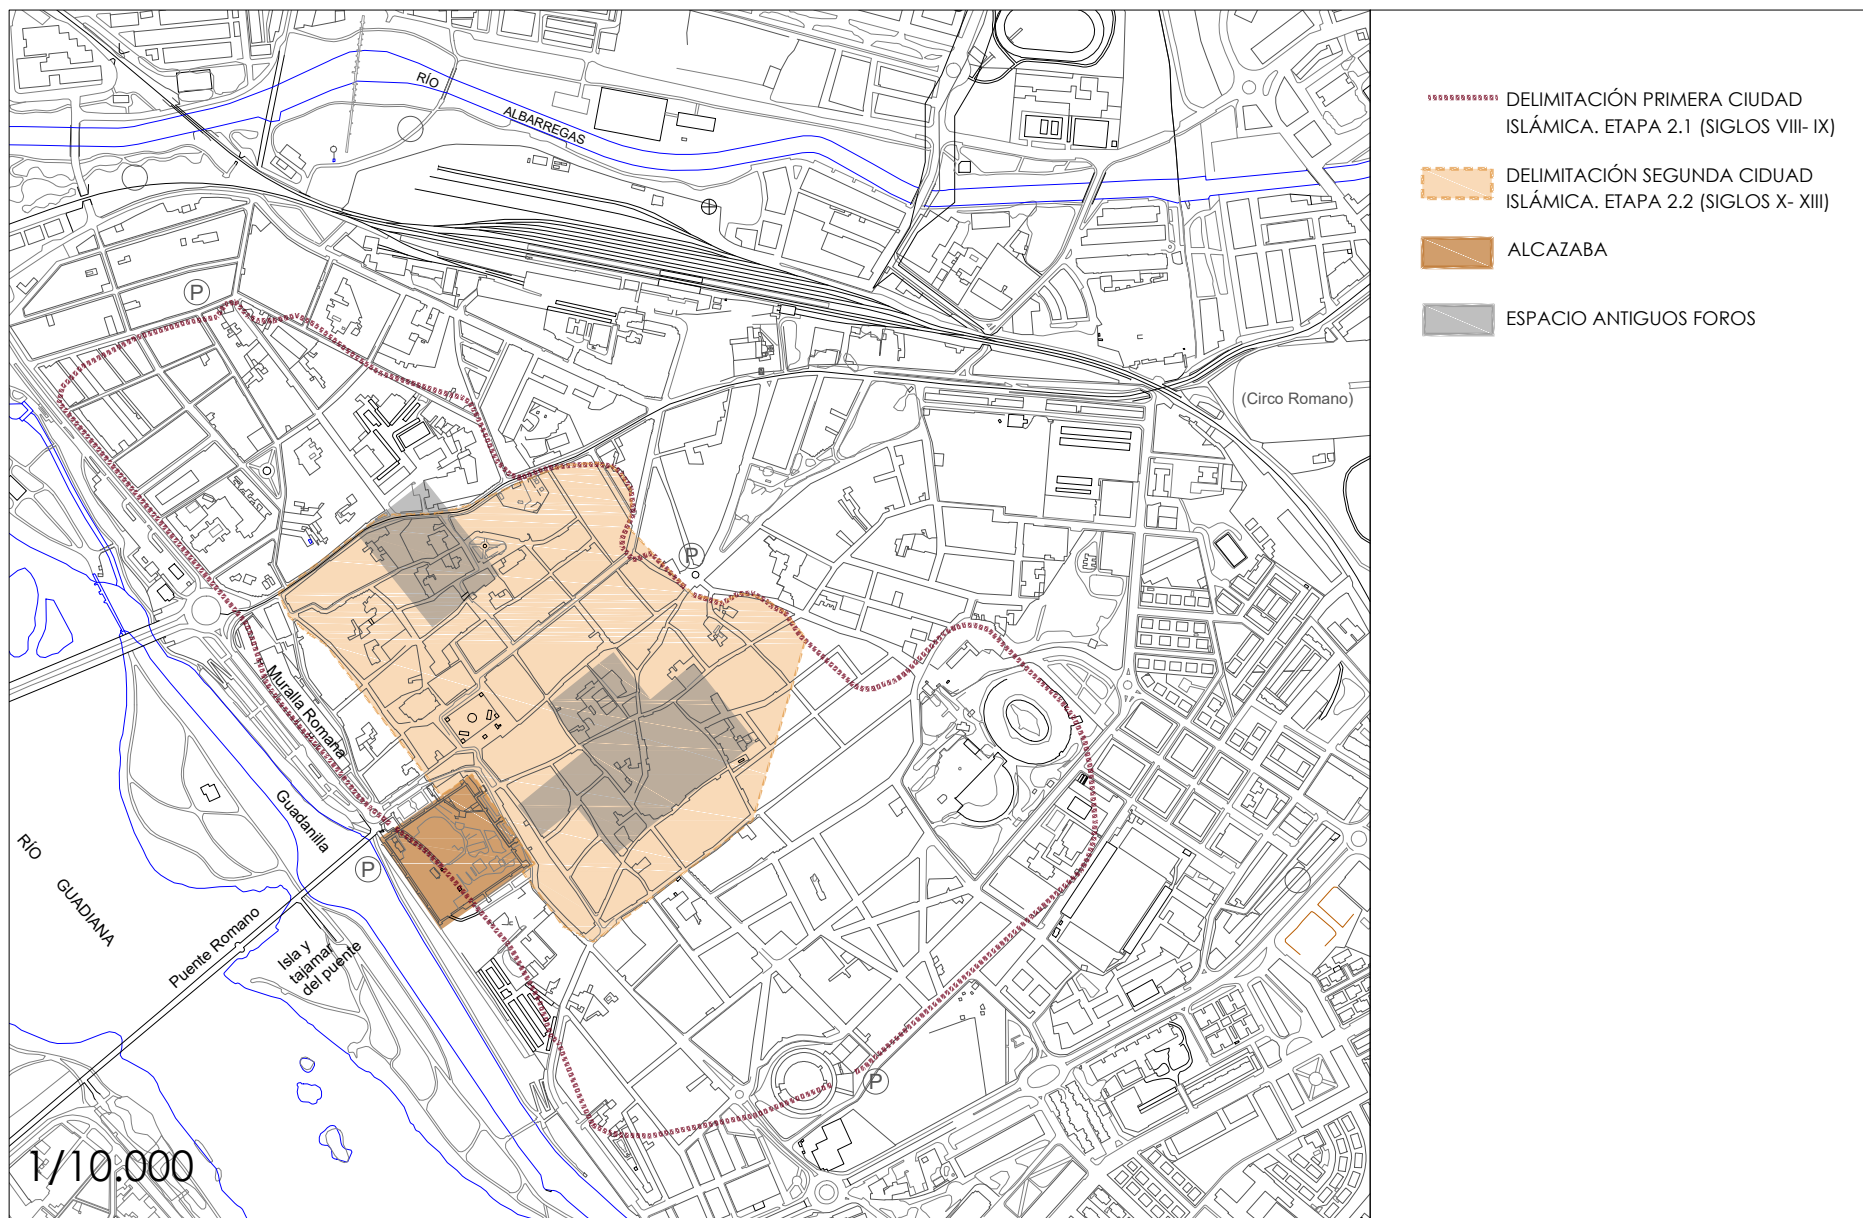 RÍO
ALBARREGAS
P
(Circo Romano)
P
Muralla Romana
Guadanilla
P
RÍO
GUADIANA
Puente Romano
Isla y
tajamar
del puente
P
1/10.000
DELIMITACIÓN PRIMERA CIUDAD
ISLÁMICA. ETAPA 2.1 (SIGLOS VIII- IX)
DELIMITACIÓN SEGUNDA CIDUAD
ISLÁMICA. ETAPA 2.2 (SIGLOS X- XIII)
ALCAZABA
ESPACIO ANTIGUOS FOROS